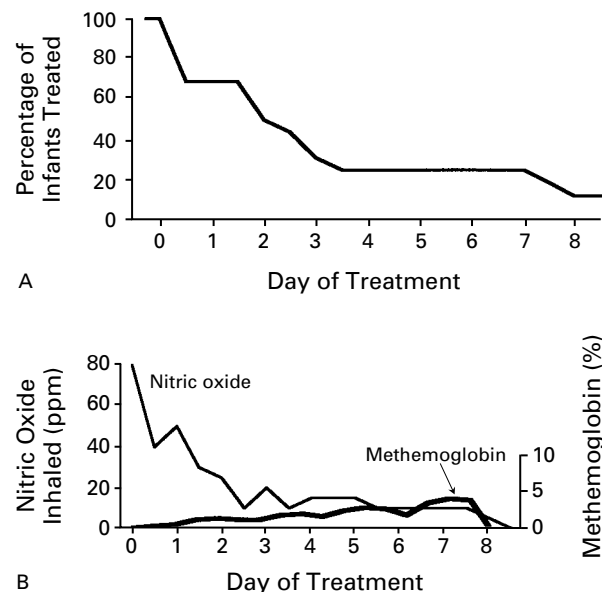 Percentage of
Infants Treated
100
80
60
40
20
0
0 1 2 3 4 5 6 7 8
A
Day of Treatment
Nitric Oxide
Inhaled (ppm)
80
60
40
20
0
Nitric oxide
Methemoglobin
10
5
0
Methemoglobin (%)
0 1 2 3 4 5 6 7 8
B
Day of Treatment